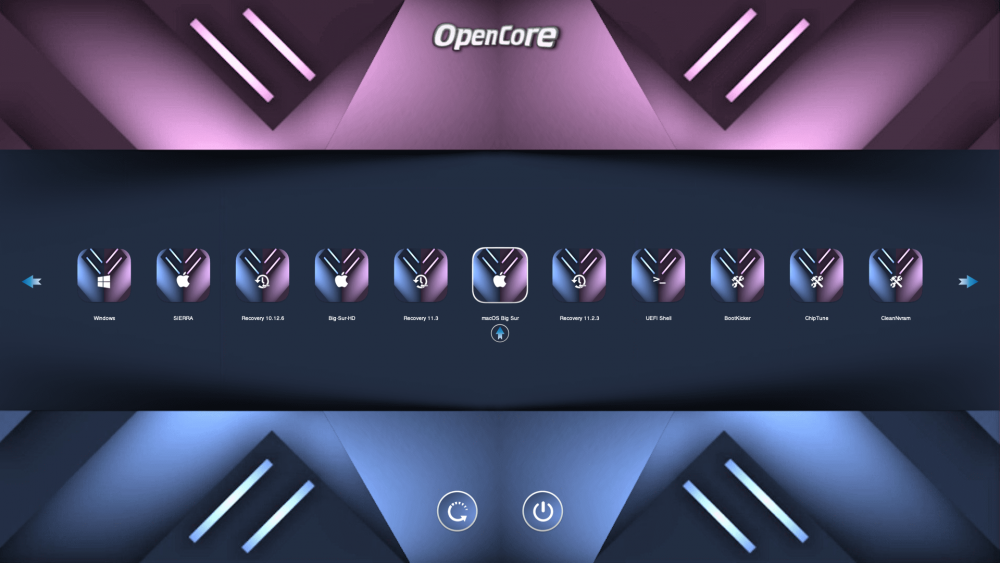 OpenCore
Windows
SIERRA
Recovery 10.12.6
Big-Sur-HD
Recovery 11.3
macOS Big Sur
Recovery 11.2.3
UEFI Shell
BootKicker
ChipTune
CleanNvram